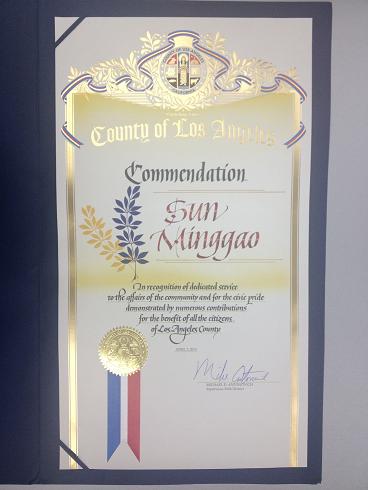 County of Los Angeles
Commendation
Sun
Minggao
In recognition of dedicated service
to the affairs of the community and for the civic pride
demonstrated by numerous contributions
for the benefit of all the citizens
of Los Angeles County
MICHAEL D. ANTONOVICH